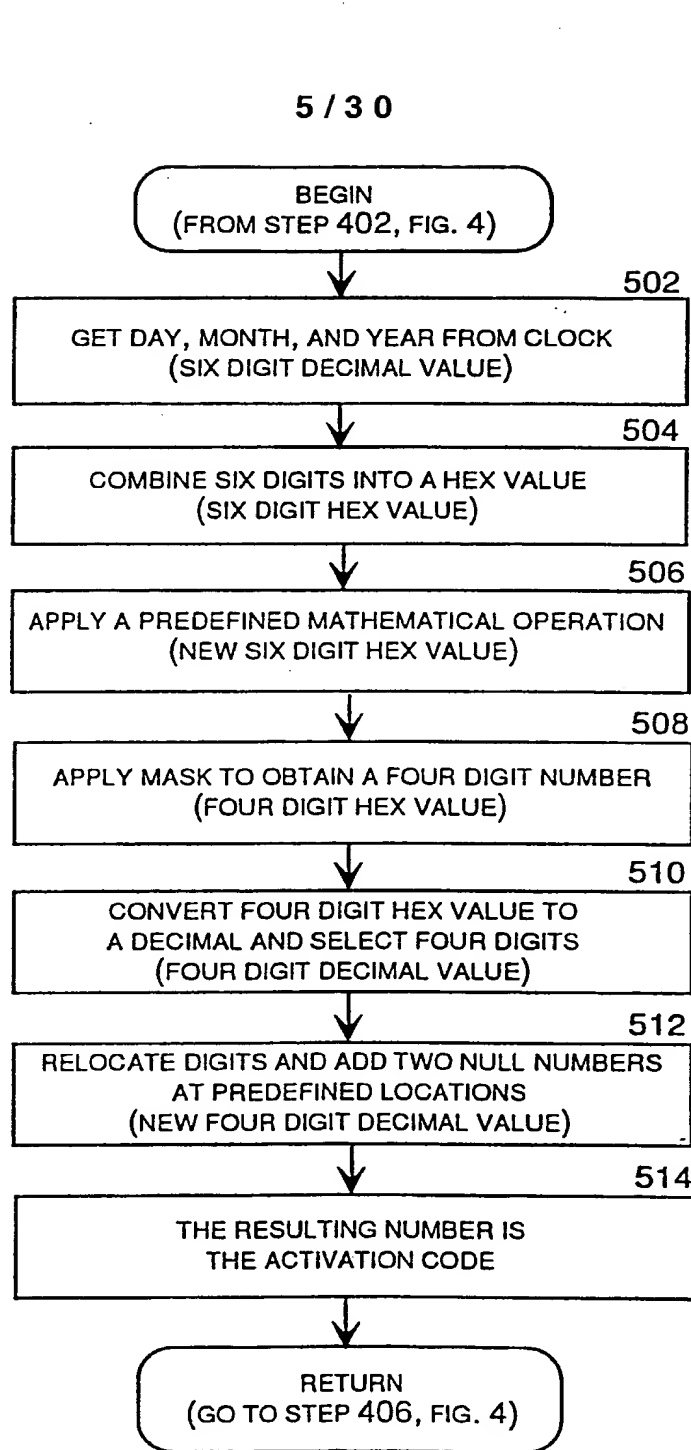 5/30
BEGIN
(FROM STEP 402, FIG. 4)
502
GET DAY, MONTH, AND YEAR FROM CLOCK
(SIX DIGIT DECIMAL VALUE)
504
COMBINE SIX DIGITS INTO A HEX VALUE
(SIX DIGIT HEX VALUE)
506
APPLY A PREDEFINED MATHEMATICAL OPERATION
(NEW SIX DIGIT HEX VALUE)
508
APPLY MASK TO OBTAIN A FOUR DIGIT NUMBER
(FOUR DIGIT HEX VALUE)
510
CONVERT FOUR DIGIT HEX VALUE TO
A DECIMAL AND SELECT FOUR DIGITS
(FOUR DIGIT DECIMAL VALUE)
512
RELOCATE DIGITS AND ADD TWO NULL NUMBERS
AT PREDEFINED LOCATIONS
(NEW FOUR DIGIT DECIMAL VALUE)
514
THE RESULTING NUMBER IS
THE ACTIVATION CODE
RETURN
(GO TO STEP 406, FIG. 4)